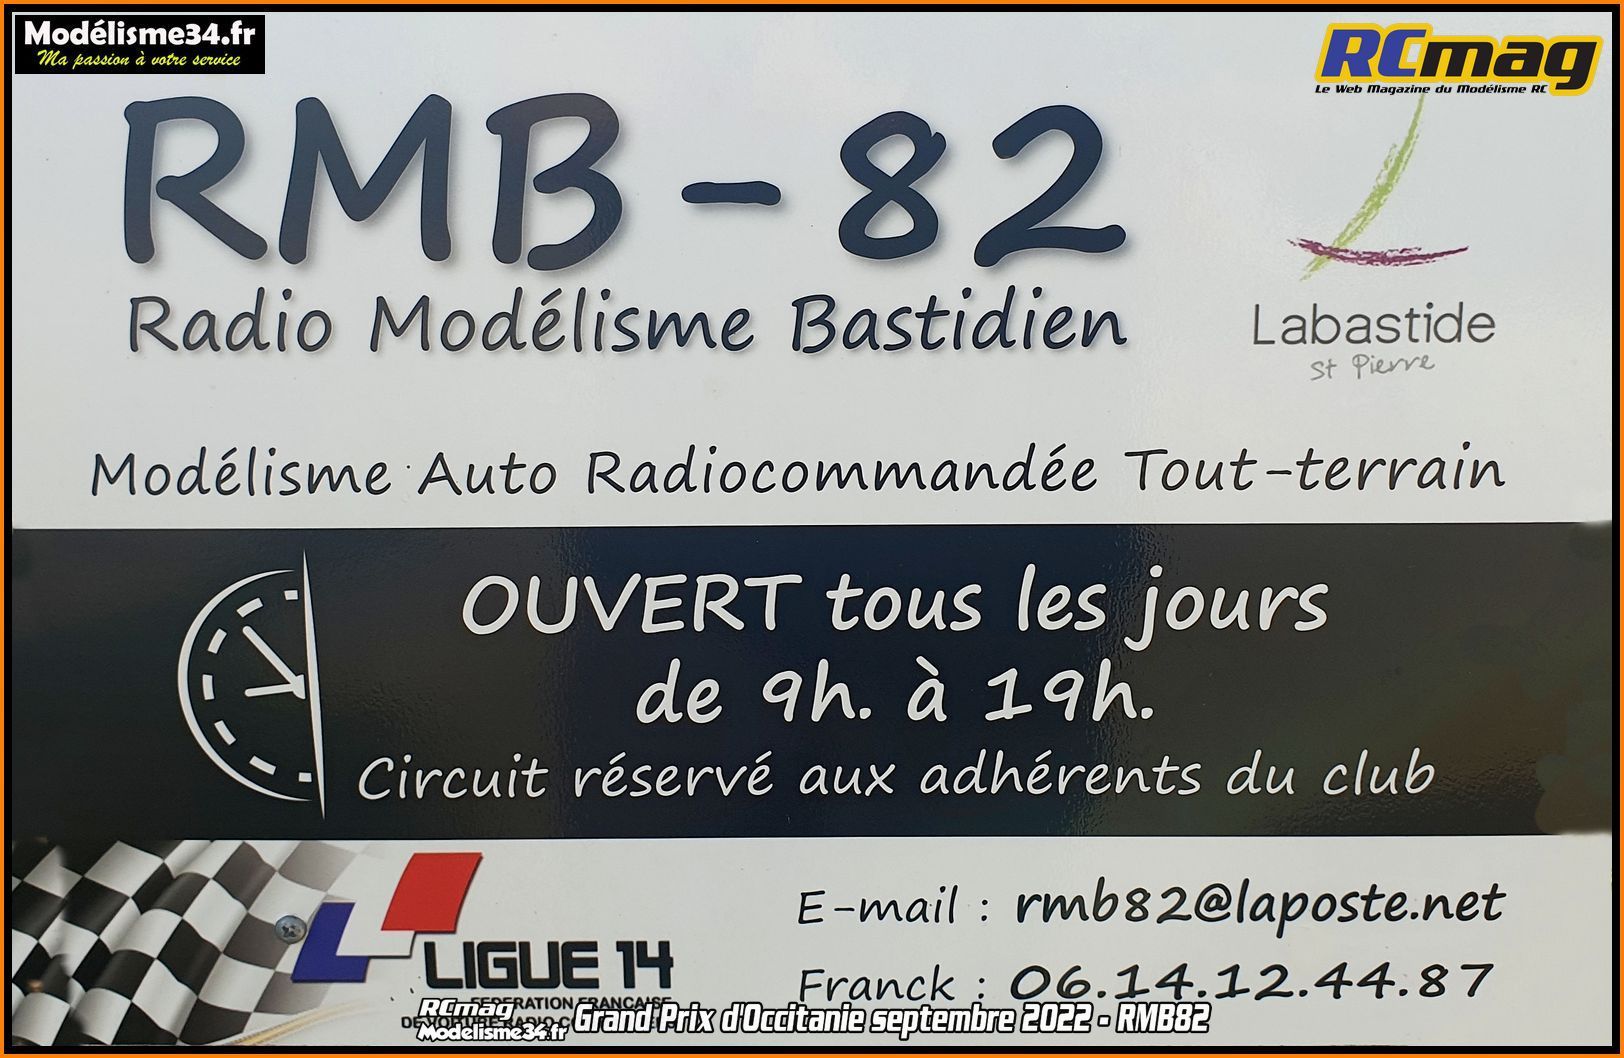 Modélisme34.fr
Ma passion à votre service
RCmag
Le Web Magazine du Modélisme RC
RMB - 82
Radio Modélisme Bastidien
Labastide
St Pierre
Modélisme Auto Radiocommandée Tout-terrain
OUVERT tous les jours
de 9h. à 19h.
Circuit réservé aux adhérents du club
LIGUE 14
FEDERATION FRANCAISE
E-mail : rmb82@laposte.net
Franck : 06.14.12.44.87
RCmag
Modelisme34.fr
Grand Prix d'Occitanie septembre 2022 - RMB82